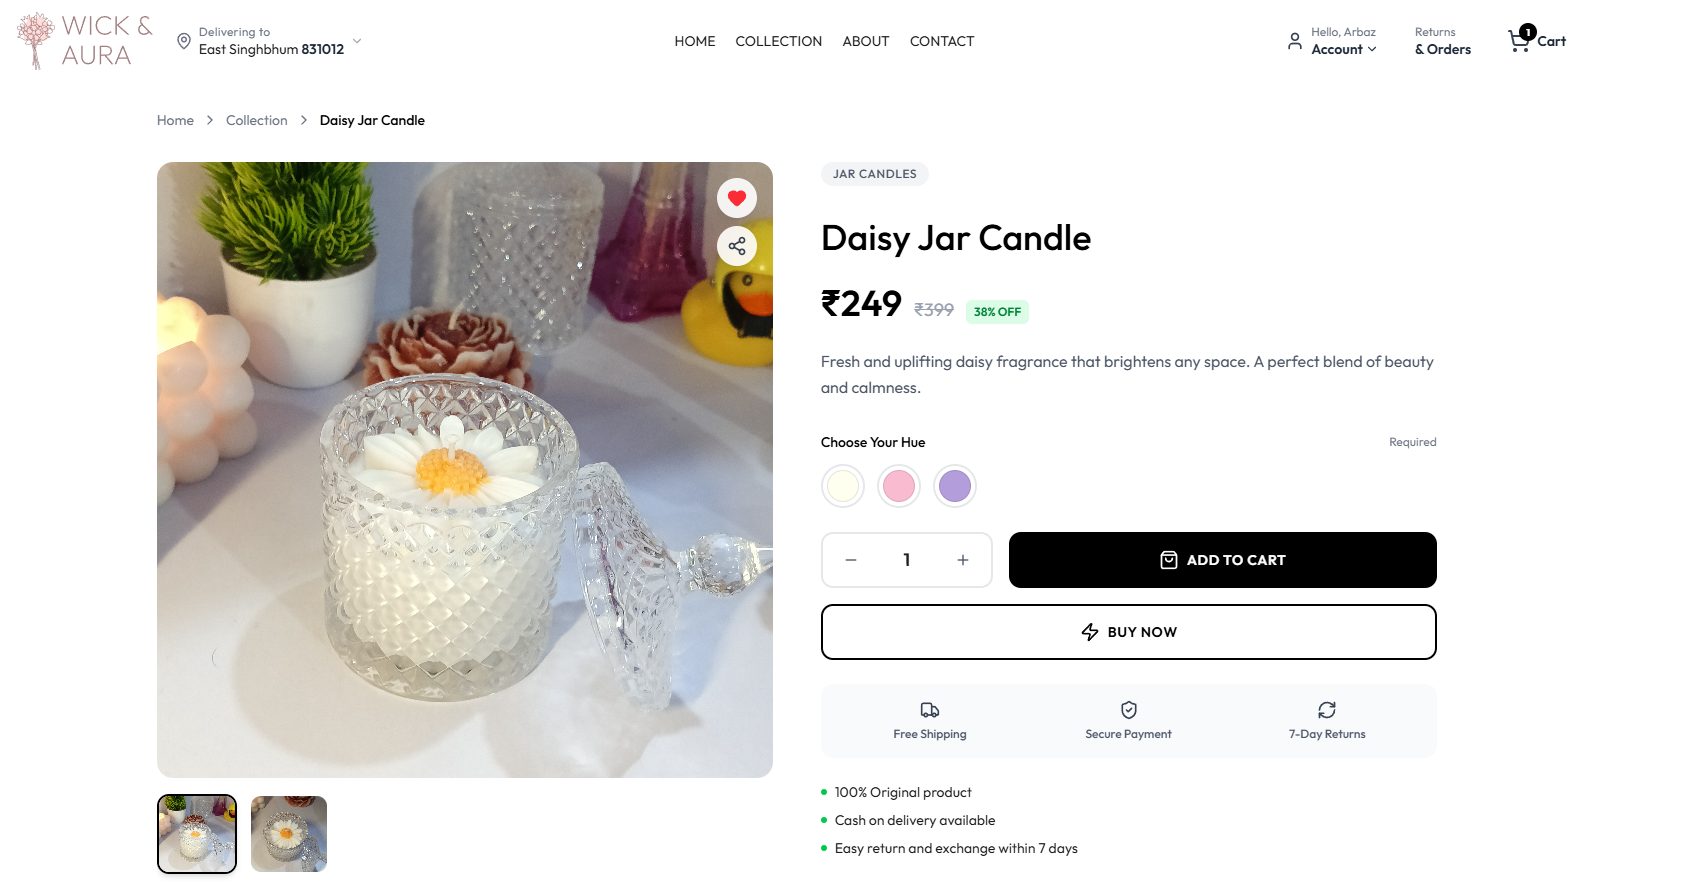 WICK &
AURA
Delivering to
East Singhbhum 831012
HOME
COLLECTION
ABOUT
CONTACT
Hello, Arbaz
Account
Returns
& Orders
1
Cart
Home
Collection
Daisy Jar Candle
JAR CANDLES
Daisy Jar Candle
₹249 ₹399 38% OFF
Fresh and uplifting daisy fragrance that brightens any space. A perfect blend of beauty
and calmness.
Choose Your Hue
Required
1
ADD TO CART
BUY NOW
Free Shipping
Secure Payment
7-Day Returns
100% Original product
Cash on delivery available
Easy return and exchange within 7 days